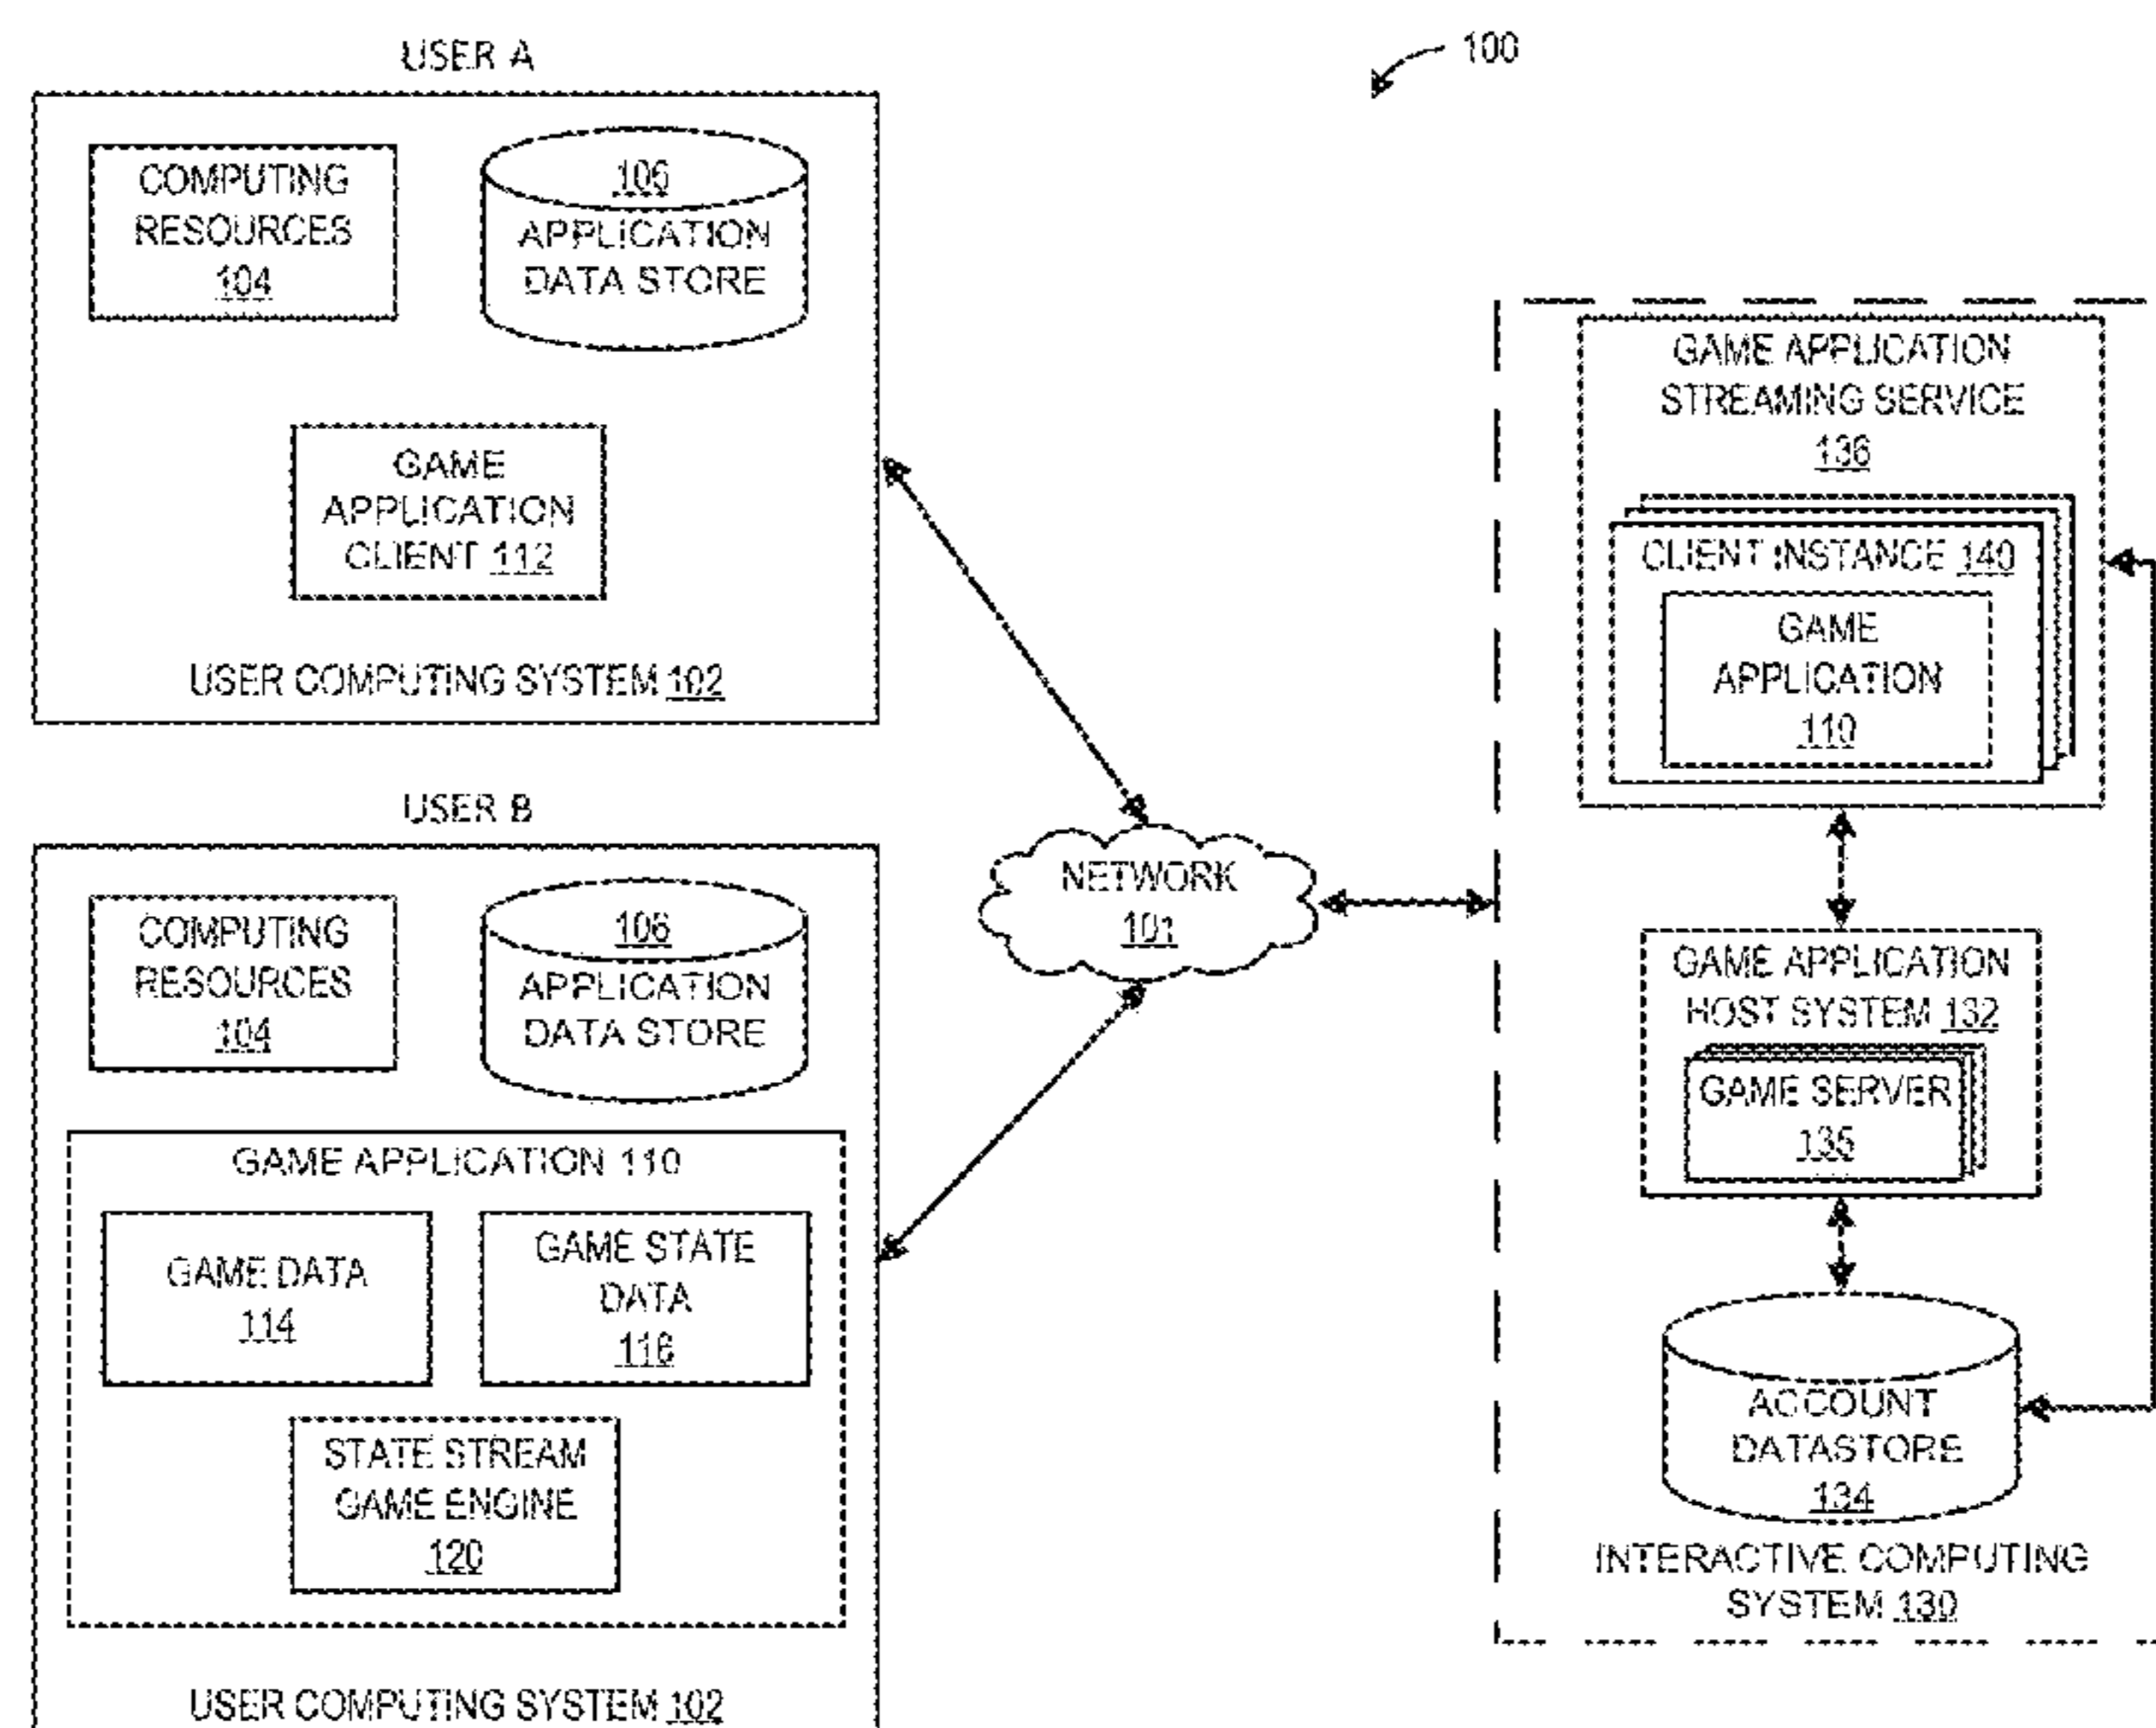 100
USER A
COMPUTING
RESOURCES
104
106
APPLICATION
DATA STORE
GAME
APPLICATION
CLIENT 112
USER COMPUTING SYSTEM 102
USER B
COMPUTING
RESOURCES
104
106
APPLICATION
DATA STORE
GAME APPLICATION 110
GAME DATA
114
GAME STATE
DATA
116
STATE STREAM
GAME ENGINE
120
USER COMPUTING SYSTEM 102
NETWORK
101
GAME APPLICATION
STREAMING SERVICE
136
CLIENT INSTANCE 140
GAME
APPLICATION
110
GAME APPLICATION
HOST SYSTEM 132
GAME SERVER
135
ACCOUNT
DATASTORE
134
INTERACTIVE COMPUTING
SYSTEM 130